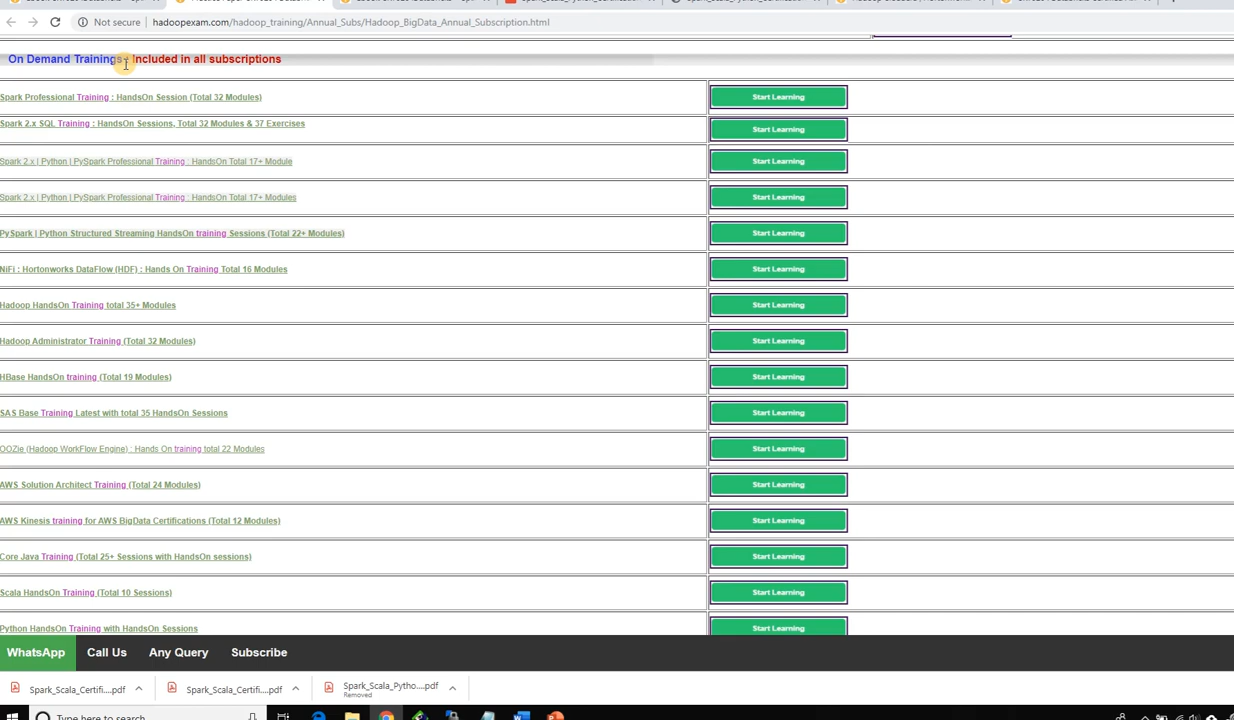 Not secure
hadoopexam.com/hadoop_training/Annual_Subs/Hadoop_BigData_Annual_Subscription.html
On Demand Trainings : Included in all subscriptions
Spark Professional Training : HandsOn Session (Total 32 Modules)
Start Learning
Spark 2.x SQL Training : HandsOn Sessions, Total 32 Modules & 37 Exercises
Start Learning
Spark 2.x | Python | PySpark Professional Training : HandsOn Total 17+ Module
Start Learning
Spark 2.x | Python | PySpark Professional Training : HandsOn Total 17+ Modules
Start Learning
PySpark | Python Structured Streaming HandsOn training Sessions (Total 22+ Modules)
Start Learning
NiFi : Hortonworks DataFlow (HDF) : Hands On Training Total 16 Modules
Start Learning
Hadoop HandsOn Training total 35+ Modules
Start Learning
Hadoop Administrator Training (Total 32 Modules)
Start Learning
HBase HandsOn training (Total 19 Modules)
Start Learning
SAS Base Training Latest with total 35 HandsOn Sessions
Start Learning
OOZie (Hadoop WorkFlow Engine) : Hands On training total 22 Modules
Start Learning
AWS Solution Architect Training (Total 24 Modules)
Start Learning
AWS Kinesis training for AWS BigData Certifications (Total 12 Modules)
Start Learning
Core Java Training (Total 25+ Sessions with HandsOn sessions)
Start Learning
Scala HandsOn Training (Total 10 Sessions)
Start Learning
Python HandsOn Training with HandsOn Sessions
Start Learning
WhatsApp Call Us Any Query Subscribe
Spark_Scala_Certifi....pdf
Spark_Scala_Certifi....pdf
Spark_Scala_Pytho....pdf
Removed
Type here to search